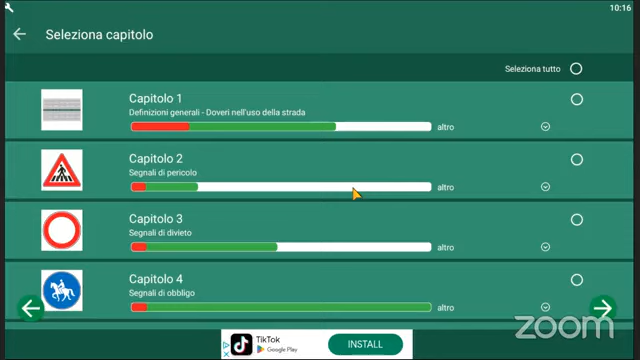 10:16
Seleziona capitolo
Seleziona tutto
Capitolo 1
Definizioni generali - Doveri nell'uso della strada
altro
Capitolo 2
Segnali di pericolo
altro
Capitolo 3
Segnali di divieto
altro
Capitolo 4
Segnali di obbligo
altro
zoom
TikTok
Google Play
INSTALL